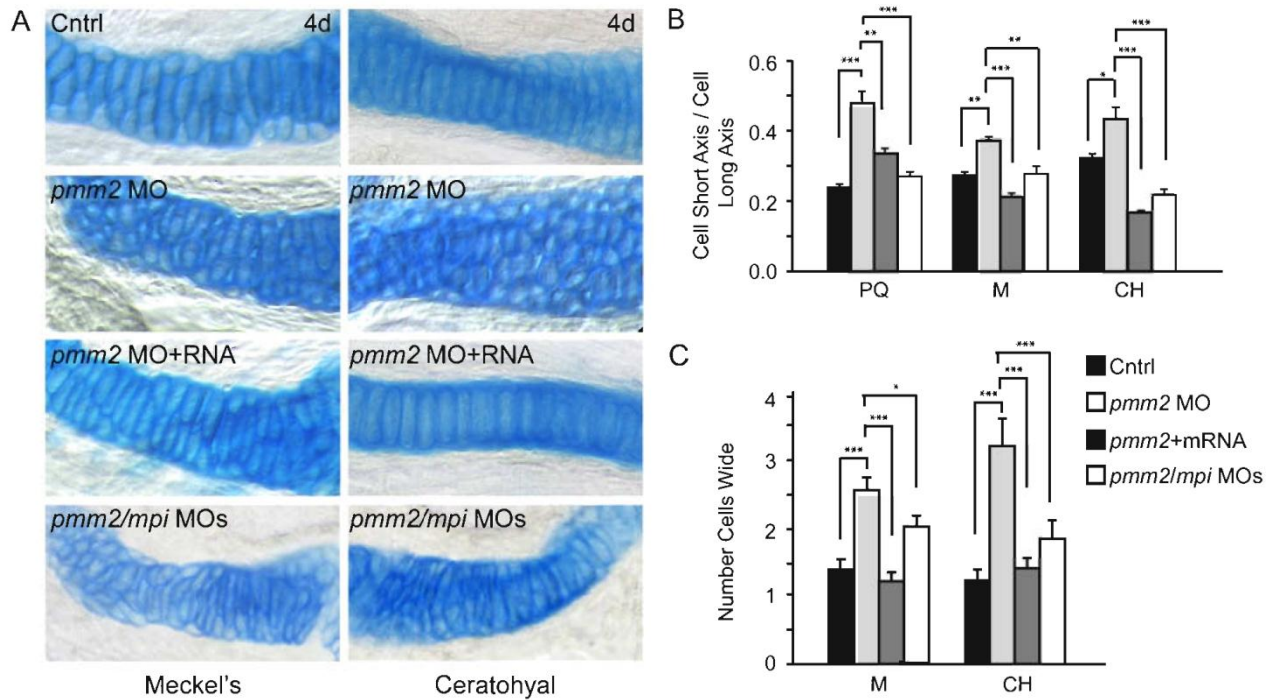 A
Cntrl 4d
4d
pmm2 MO
pmm2 MO
pmm2 MO+RNA
pmm2 MO+RNA
pmm2/mpi MOs
pmm2/mpi MOs
Meckel's
Ceratohyal
B
Cell Short Axis / Cell
Long Axis
0.6
0.4
0.2
0.0
***
**
***
**
***
**
***
***
*
PQ
M
CH
C
Number Cells Wide
4
3
2
1
0
*
***
***
***
***
***
M
CH
Cntrl
pmm2 MO
pmm2+mRNA
pmm2/mpi MOs